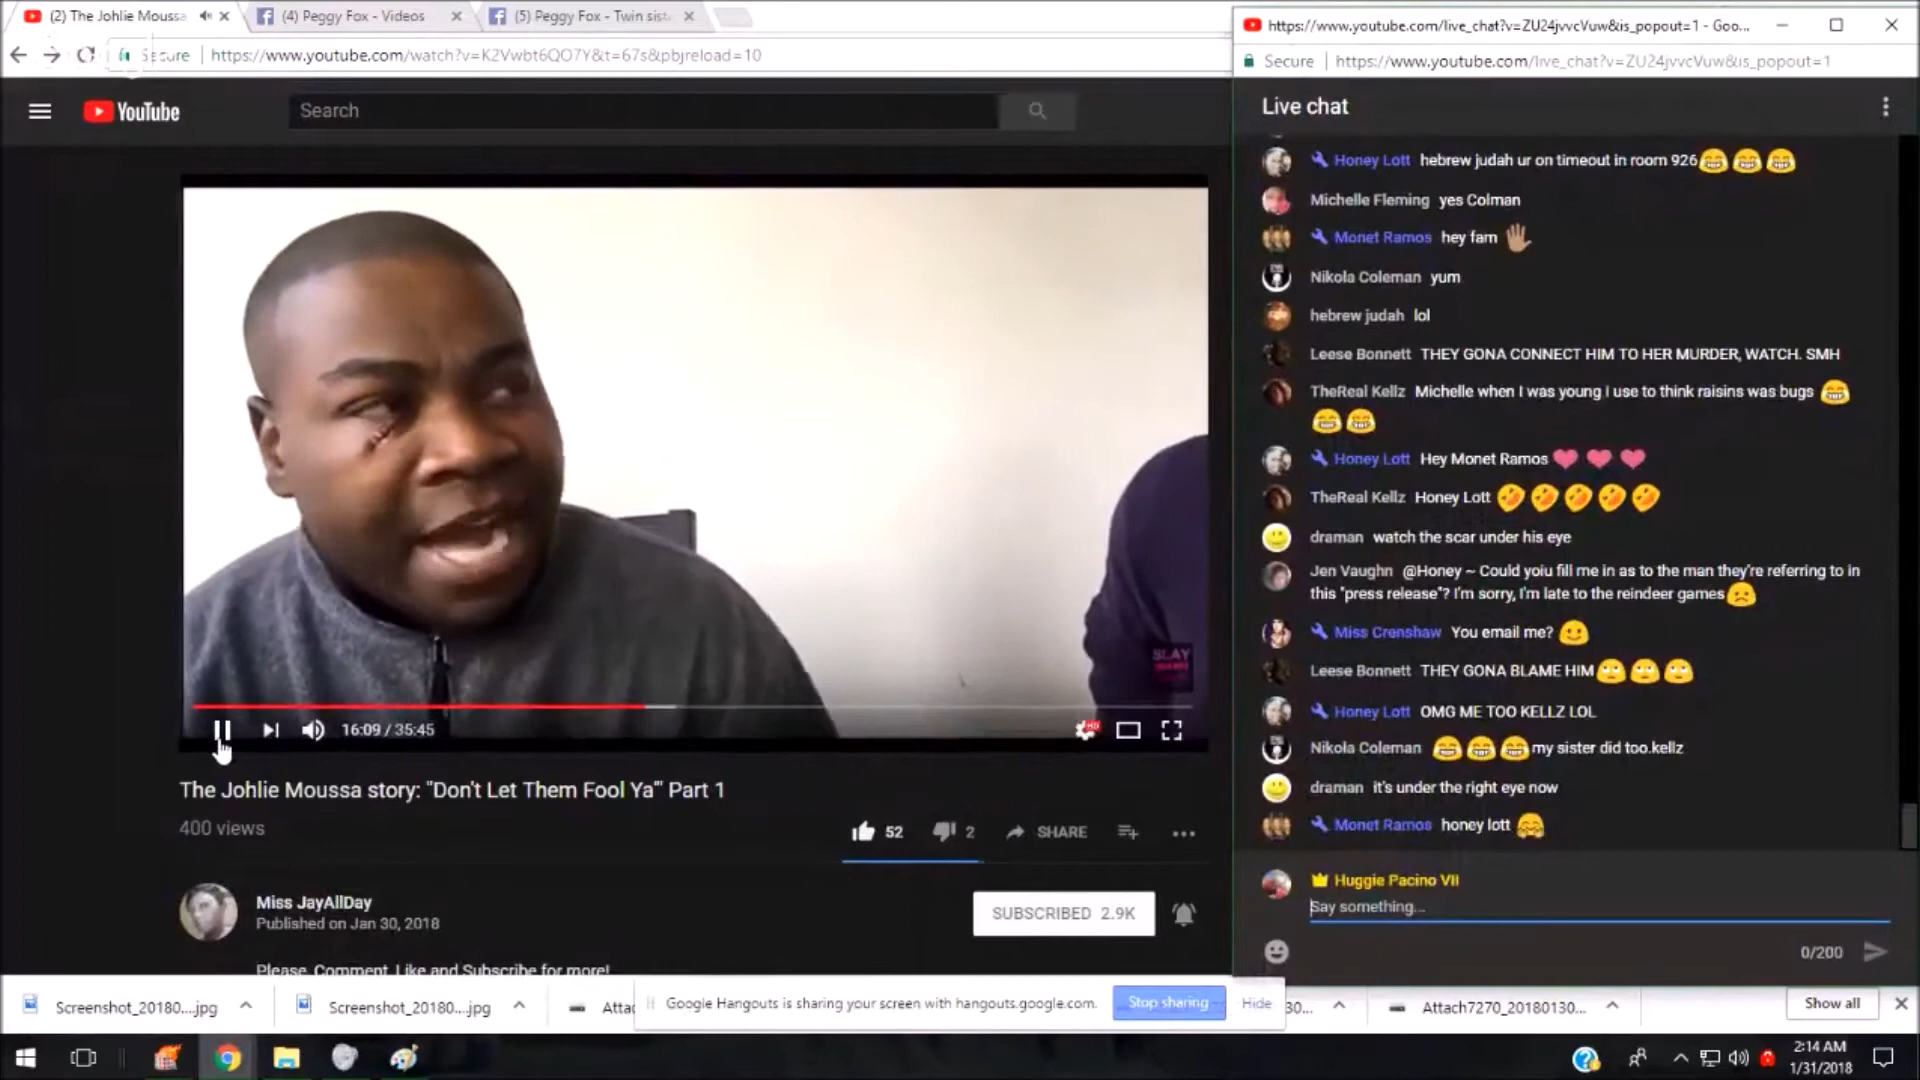 (2) The Johlie Moussa
(4) Peggy Fox - Videos
(5) Peggy Fox - Twin sist
https://www.youtube.com/live_chat?v=ZU24jvvcVuw&is_popout=1 - Goo...
Secure
https://www.youtube.com/watch?v=K2Vwbt6QO7Y&t=67s&pbjreload=10
Secure
https://www.youtube.com/live_chat?v=ZU24jvvcVuw&is_popout=1
YouTube
Search
Live chat
Honey Lott hebrew judah ur on timeout in room 926😂😂😂
Michelle Fleming yes Colman
Monet Ramos hey fam 🖐🏽
Nikola Coleman yum
hebrew judah lol
Leese Bonnett THEY GONA CONNECT HIM TO HER MURDER, WATCH. SMH
TheReal Kellz Michelle when I was young I use to think raisins was bugs 😂
😂😂
Honey Lott Hey Monet Ramos ❤❤❤
TheReal Kellz Honey Lott 🤣🤣🤣🤣🤣
draman watch the scar under his eye
Jen Vaughn @Honey ~ Could yoiu fill me in as to the man they're referring to in
this "press release"? I'm sorry, I'm late to the reindeer games☹
Miss Crenshaw You email me? 🙂
Leese Bonnett THEY GONA BLAME HIM🙄🙄🙄
Honey Lott OMG ME TOO KELLZ LOL
Nikola Coleman 😂😂😂my sister did too.kellz
draman it's under the right eye now
Monet Ramos honey lott 🤗
Huggie Pacino VII
Say something...
0/200
SLAY
16:09 / 35:45
HD
The Johlie Moussa story: "Don't Let Them Fool Ya'" Part 1
400 views
52
2
SHARE
Miss JayAllDay
Published on Jan 30, 2018
SUBSCRIBED 2.9K
Please, Comment, Like and Subscribe for more!
Screenshot_20180....jpg
Screenshot_20180....jpg
Attac
Google Hangouts is sharing your screen with hangouts.google.com.
Stop sharing
Hide
30...
Attach7270_20180130...
Show all
2:14 AM
1/31/2018